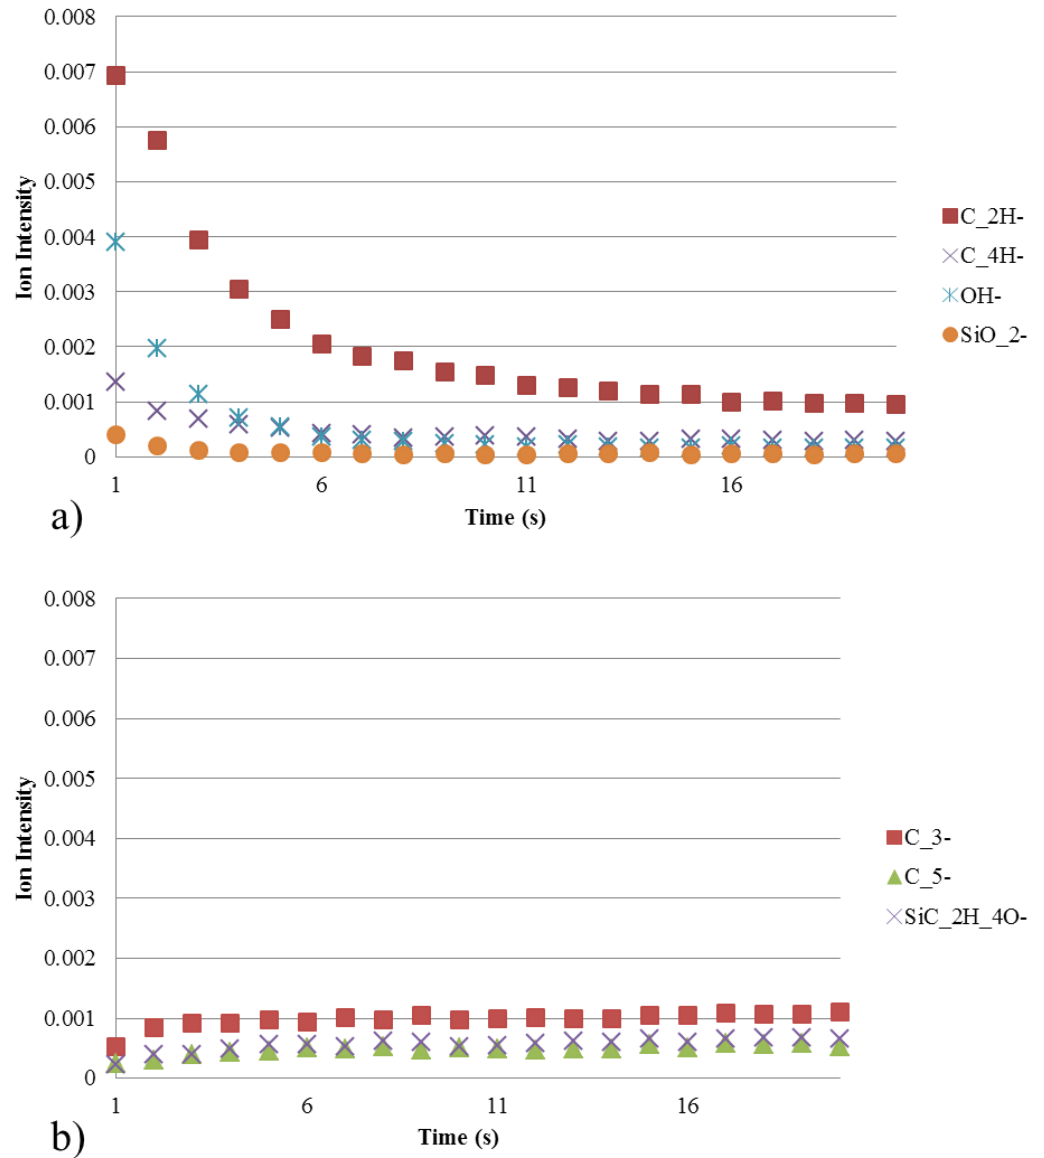 0.008
0.007
0.006
0.005
0.004
0.003
0.002
0.001
0
Ion Intensity
1 6 11 16
Time (s)
C_2H-
C_4H-
OH-
SiO_2-
a)
0.008
0.007
0.006
0.005
0.004
0.003
0.002
0.001
0
Ion Intensity
1 6 11 16
Time (s)
C_3-
C_5-
SiC_2H_4O-
b)